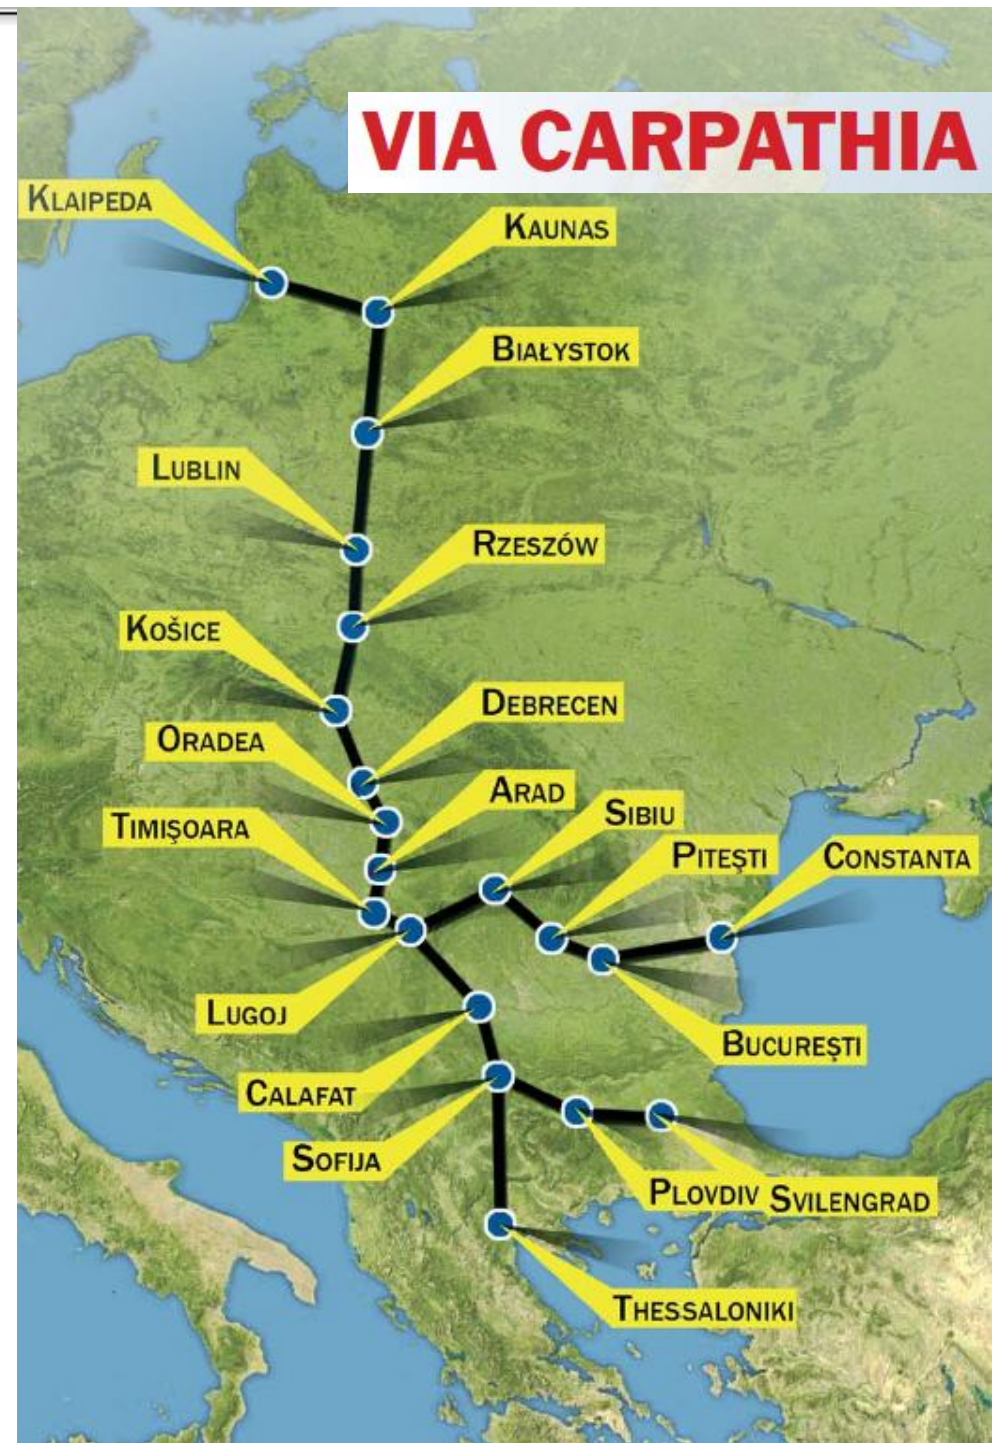 VIA CARPATHIA
KLAIPEDA
KAUNAS
BIAŁYSTOK
LUBLIN
RZESZÓW
KOŠICE
DEBRECEN
ORADEA
ARAD
SIBIU
TIMIŞOARA
PITEŞTI
CONSTANTA
LUGOJ
BUCUREŞTI
CALAFAT
SOFIJA
PLOVDIV
SVILENGRAD
THESSALONIKI